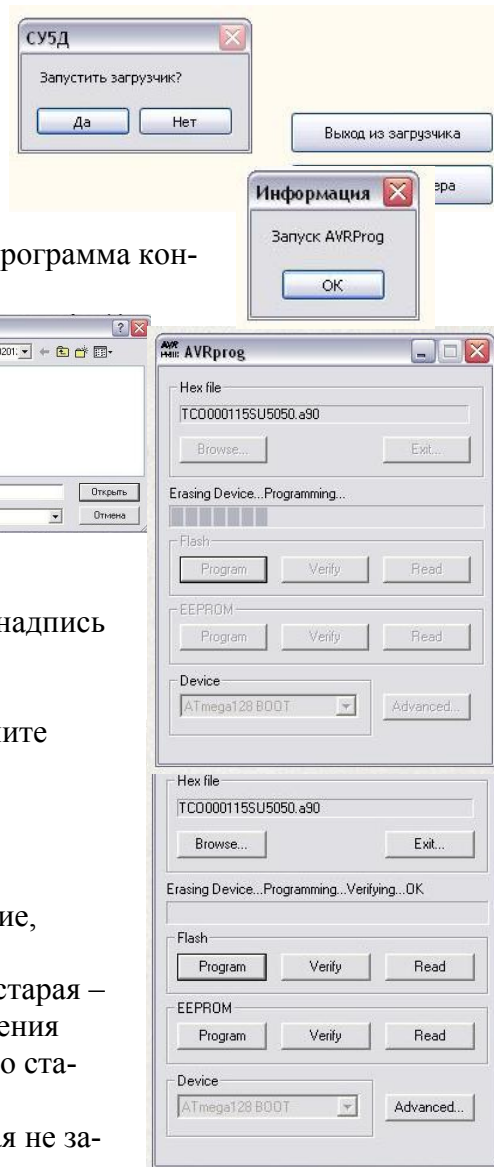 СУ5Д
Запустить загрузчик?
Да
Нет
Выход из загрузчика
ера
Информация
Запуск AVRProg
OK
рограмма кон-
?
Открыть
Отмена
AVRprog
Hex file
TCO000115SU5050.a90
Browse...
Exit...
Erasing Device...Programming...
Flash
Program
Verify
Read
EEPROM
Program
Verify
Read
Device
ATmega128 BOOT
Advanced...
надпись
ите
Hex file
TCO000115SU5050.a90
Browse...
Exit...
Erasing Device...Programming...Verifying...OK
Flash
Program
Verify
Read
EEPROM
Program
Verify
Read
Device
ATmega128 BOOT
Advanced...
ие,
старая –
ения
о ста-
я не за-